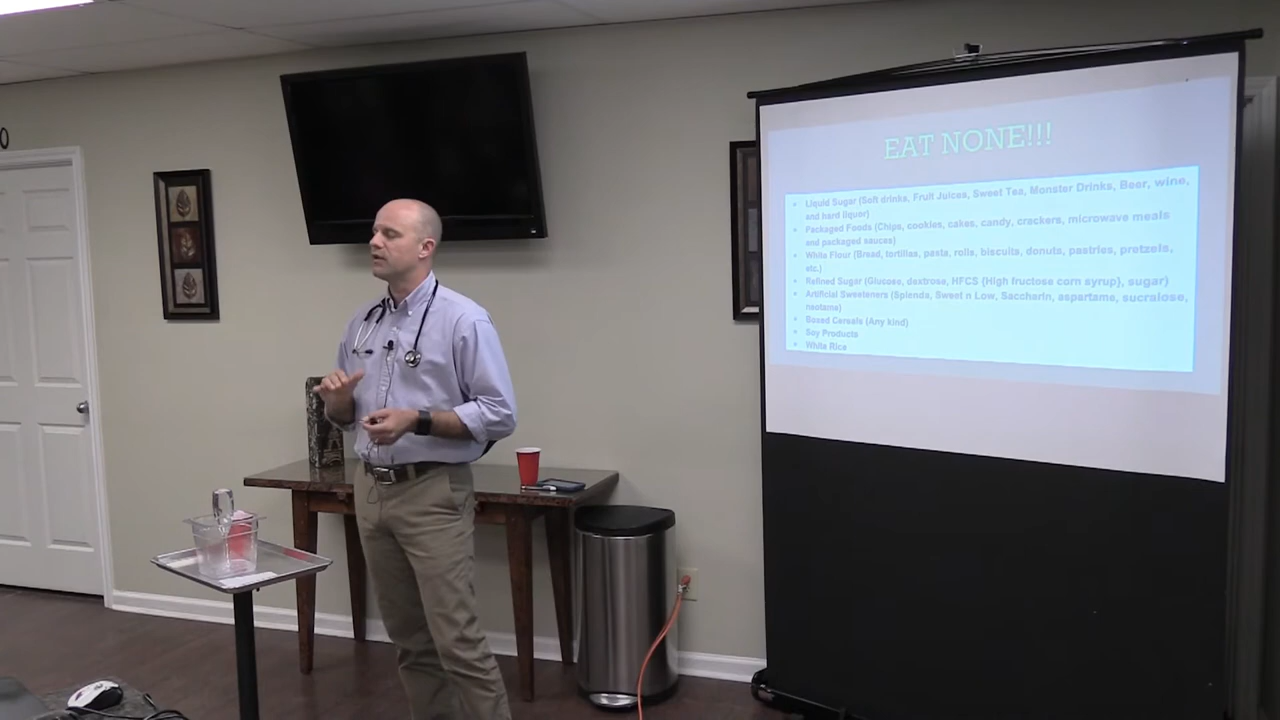 0
EAT NONE!!!
Liquid Sugar (Soft drinks, Fruit Juices, Sweet Tea, Monster Drinks, Beer, wine,
and hard liquor)
Packaged Foods (Chips, cookies, cakes, candy, crackers, microwave meals
and packaged sauces)
White Flour (Bread, tortillas, pasta, rolls, biscuits, donuts, pastries, pretzels,
etc.)
Refined Sugar (Glucose, dextrose, HFCS {High fructose corn syrup}, sugar)
Artificial Sweeteners (Splenda, Sweet n Low, Saccharin, aspartame, sucralose,
neotame)
Boxed Cereals (Any kind)
Soy Products
White Rice